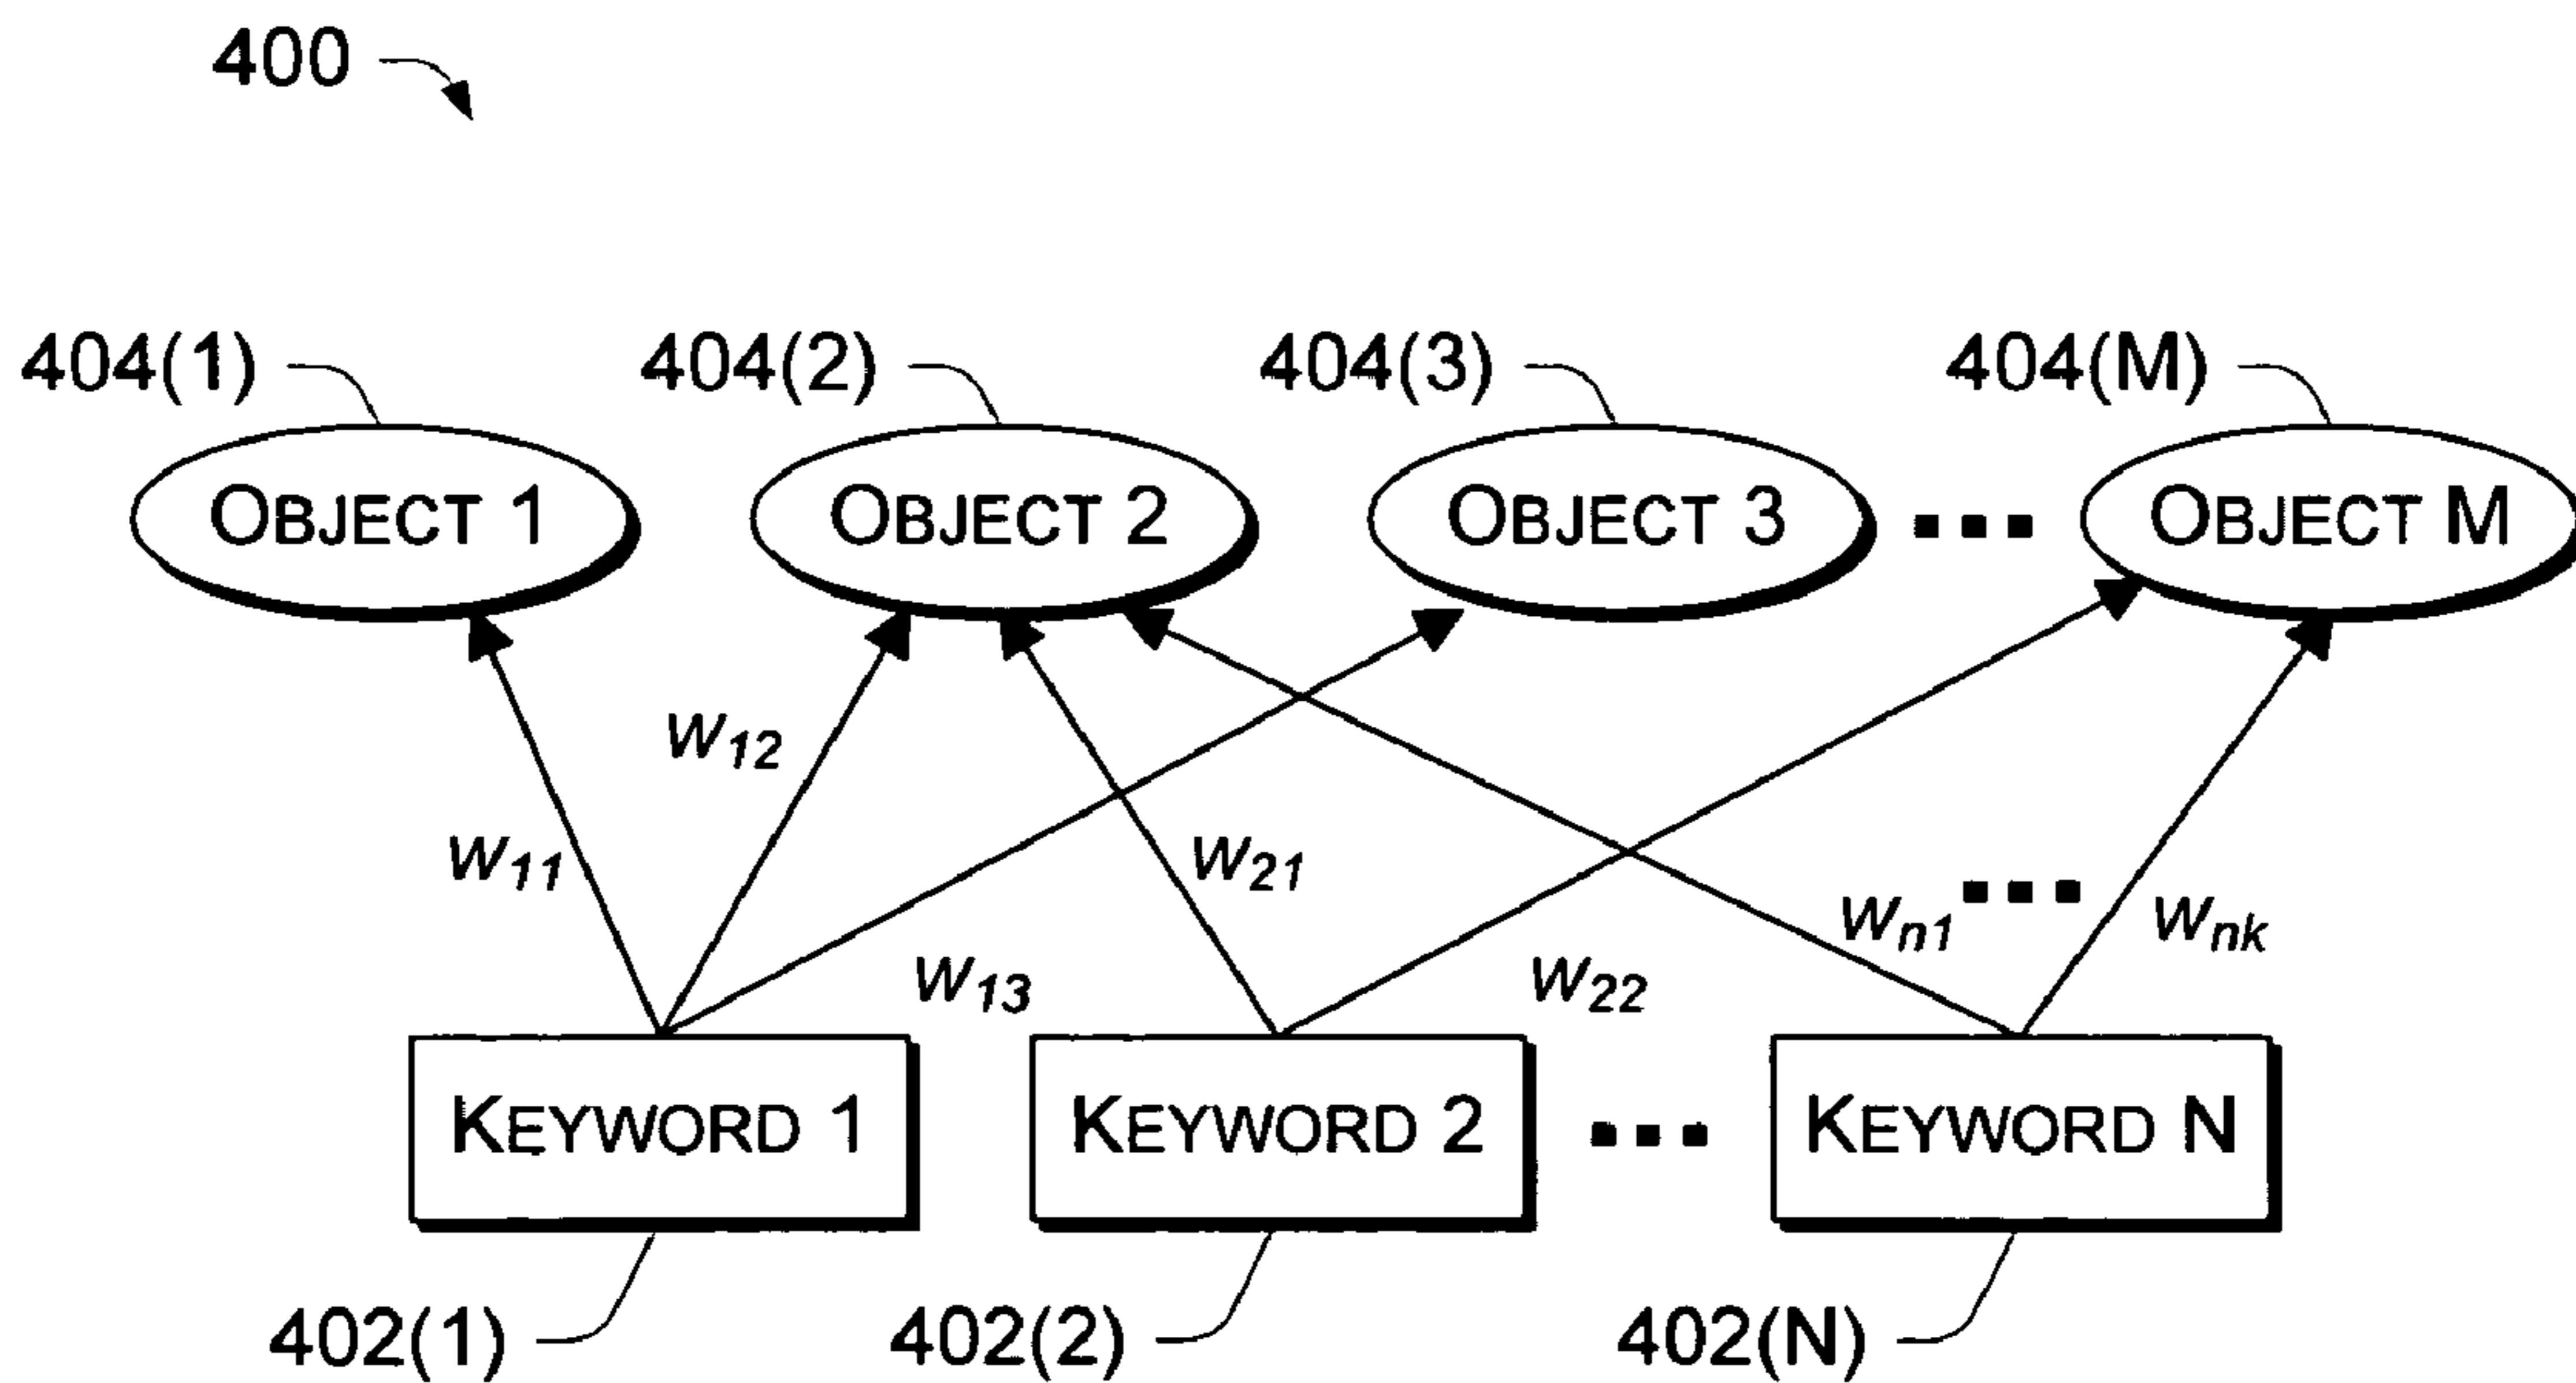 400
404(1) 404(2) 404(3) 404(M)
OBJECT 1 OBJECT 2 OBJECT 3 ... OBJECT M
W12
W11 W21
Wn1 ... Wnk
W13 W22
KEYWORD 1 KEYWORD 2 ... KEYWORD N
402(1) 402(2) 402(N)